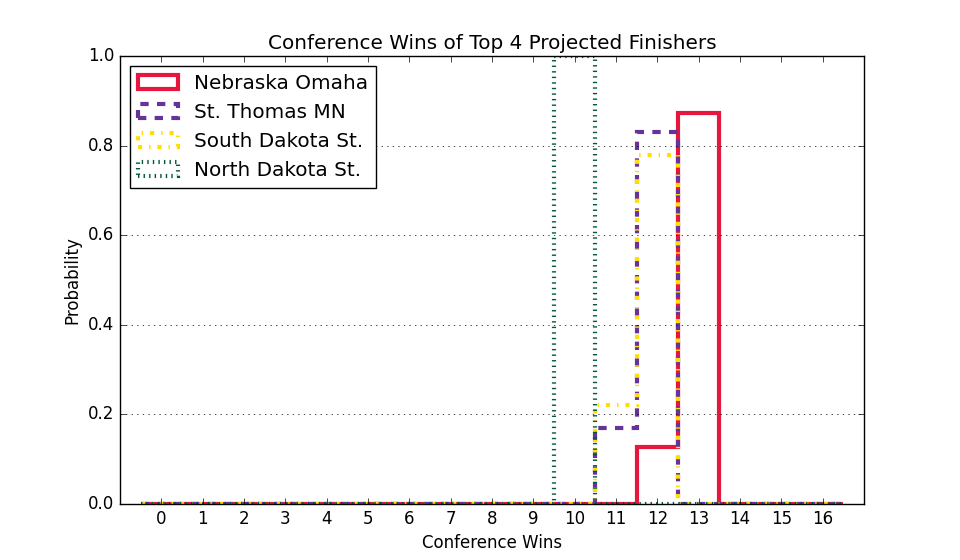 Conference Wins of Top 4 Projected Finishers
1.0
Nebraska Omaha
St. Thomas MN
South Dakota St.
North Dakota St.
0.8
0.6
Probability
0.4
0.2
0.0
0 1 2 3 4 5 6 7 8 9 10 11 12 13 14 15 16
Conference Wins